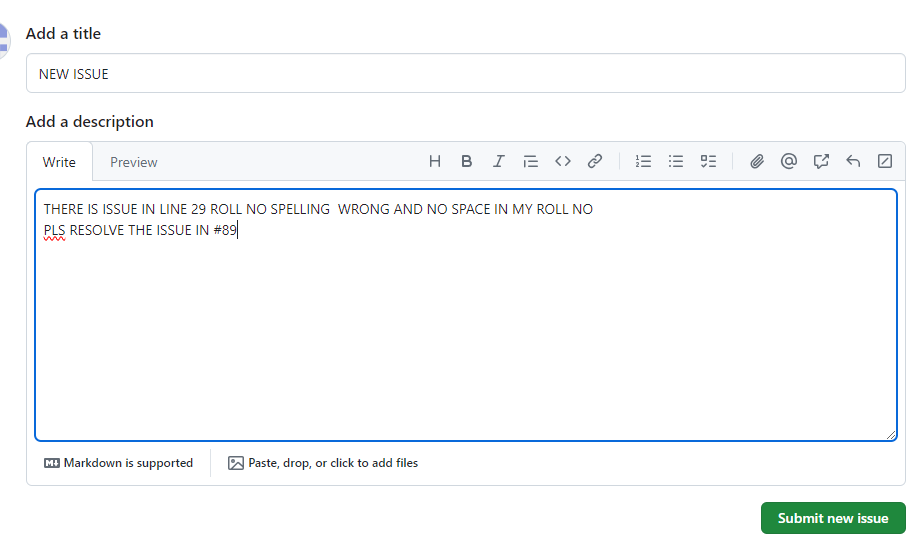 Add a title
NEW ISSUE
Add a description
Write Preview
THERE IS ISSUE IN LINE 29 ROLL NO SPELLING  WRONG AND NO SPACE IN MY ROLL NO
PLS RESOLVE THE ISSUE IN #89
Markdown is supported Paste, drop, or click to add files
Submit new issue